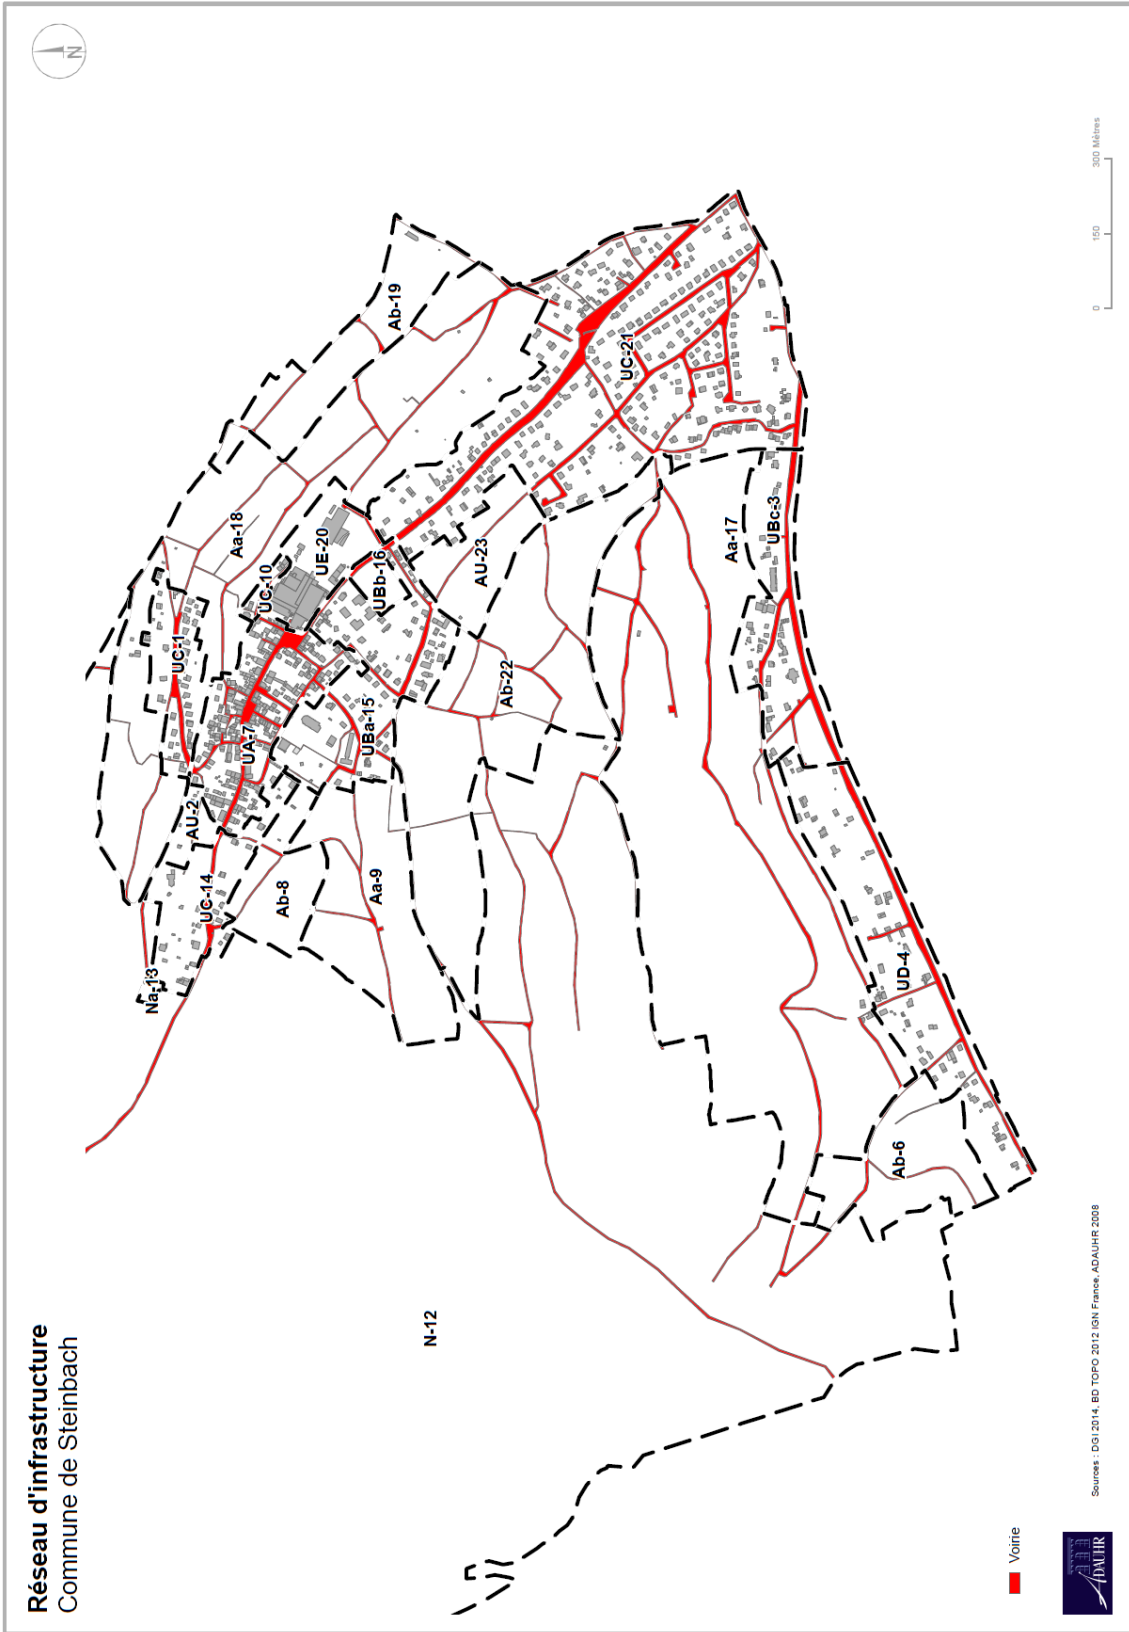 Réseau d'infrastructure
Commune de Steinbach
N
Ab-19
Aa-18
UC-10
UE-20
UC-1
UBb-16
UC-21
AU-23
Aa-17
UBc-3
UA-7
UBa-15
Ab-22
AU-2
UC-14
Ab-8
Aa-9
Na-13
UD-4
Ab-6
N-12
Voirie
0 150 300 Mètres
ADAUHR
Sources : DGI 2014, BD TOPO 2012 IGN France, ADAUHR 2008